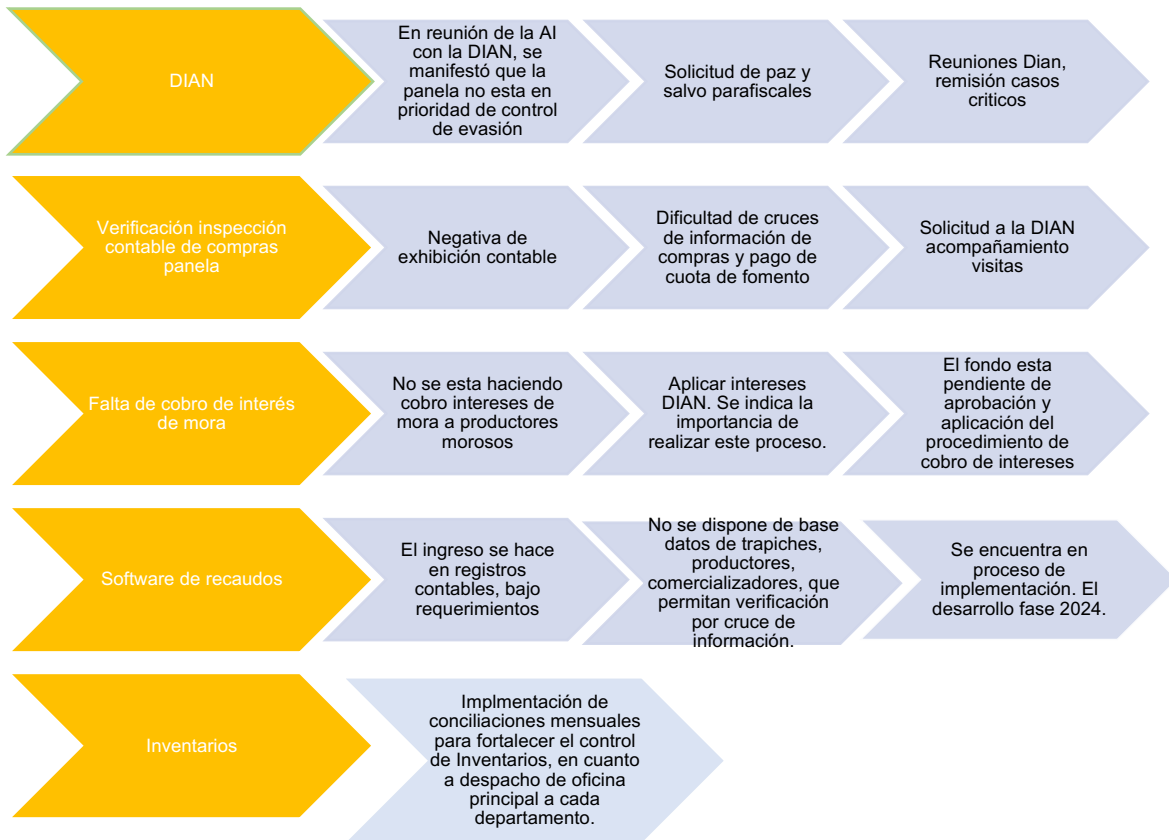 DIAN
En reunión de la AI
con la DIAN, se
manifestó que la
panela no esta en
prioridad de control
de evasión
Solicitud de paz y
salvo parafiscales
Reuniones Dian,
remisión casos
criticos
Verificación inspección
contable de compras
panela
Negativa de
exhibición contable
Dificultad de cruces
de información de
compras y pago de
cuota de fomento
Solicitud a la DIAN
acompañamiento
visitas
Falta de cobro de interés
de mora
No se esta haciendo
cobro intereses de
mora a productores
morosos
Aplicar intereses
DIAN. Se indica la
importancia de
realizar este proceso.
El fondo esta
pendiente de
aprobación y
aplicación del
procedimiento de
cobro de intereses
Software de recaudos
El ingreso se hace
en registros
contables, bajo
requerimientos
No se dispone de base
datos de trapiches,
productores,
comercializadores, que
permitan verificación
por cruce de
información.
Se encuentra en
proceso de
implementación. El
desarrollo fase 2024.
Inventarios
Implmentación de
conciliaciones mensuales
para fortalecer el control
de Inventarios, en cuanto
a despacho de oficina
principal a cada
departamento.